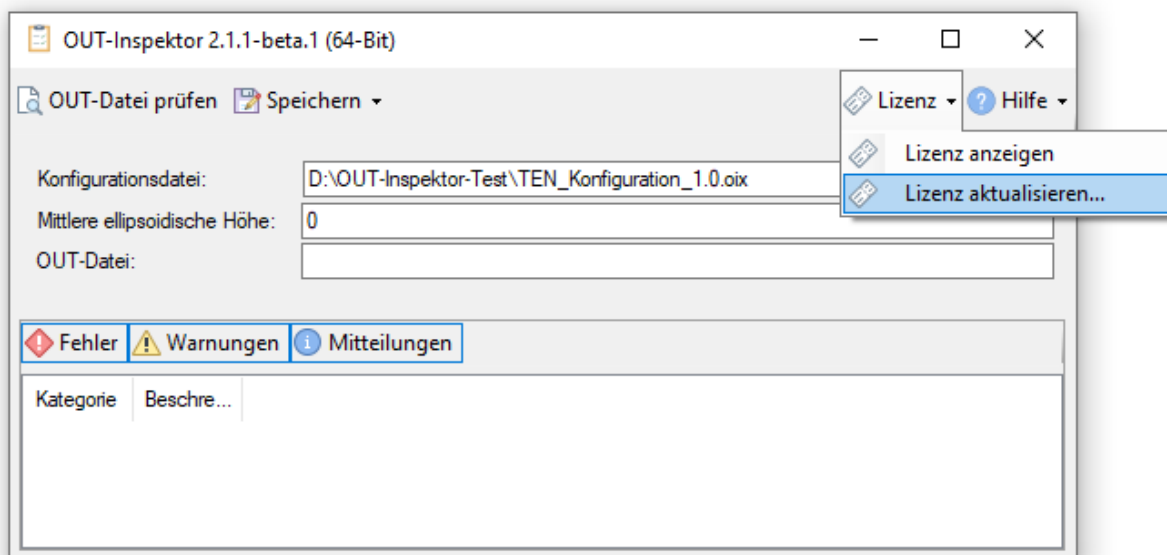 OUT-Inspektor 2.1.1-beta.1 (64-Bit)
OUT-Datei prüfen Speichern Lizenz Hilfe
Lizenz anzeigen
Lizenz aktualisieren...
Konfigurationsdatei: D:\OUT-Inspektor-Test\TEN_Konfiguration_1.0.oix
Mittlere ellipsoidische Höhe: 0
OUT-Datei:
Fehler Warnungen Mitteilungen
Kategorie Beschre...